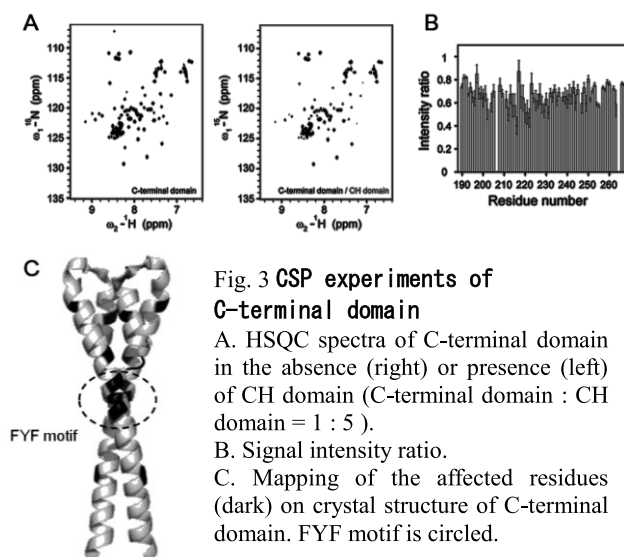 A
110
115
120
125
130
135
ω₁-¹⁵N (ppm)
C-terminal domain
9 8 7
ω₂-¹H (ppm)
110
115
120
125
130
135
ω₁-¹⁵N (ppm)
C-terminal domain / CH domain
9 8 7
ω₂-¹H (ppm)
B
Intensity ratio
1
0.8
0.6
0.4
0.2
0
190 200 210 220 230 240 250 260
Residue number
C
FYF motif
Fig. 3 CSP experiments of
C-terminal domain
A. HSQC spectra of C-terminal domain
in the absence (right) or presence (left)
of CH domain (C-terminal domain : CH
domain = 1 : 5 ).
B. Signal intensity ratio.
C. Mapping of the affected residues
(dark) on crystal structure of C-terminal
domain. FYF motif is circled.